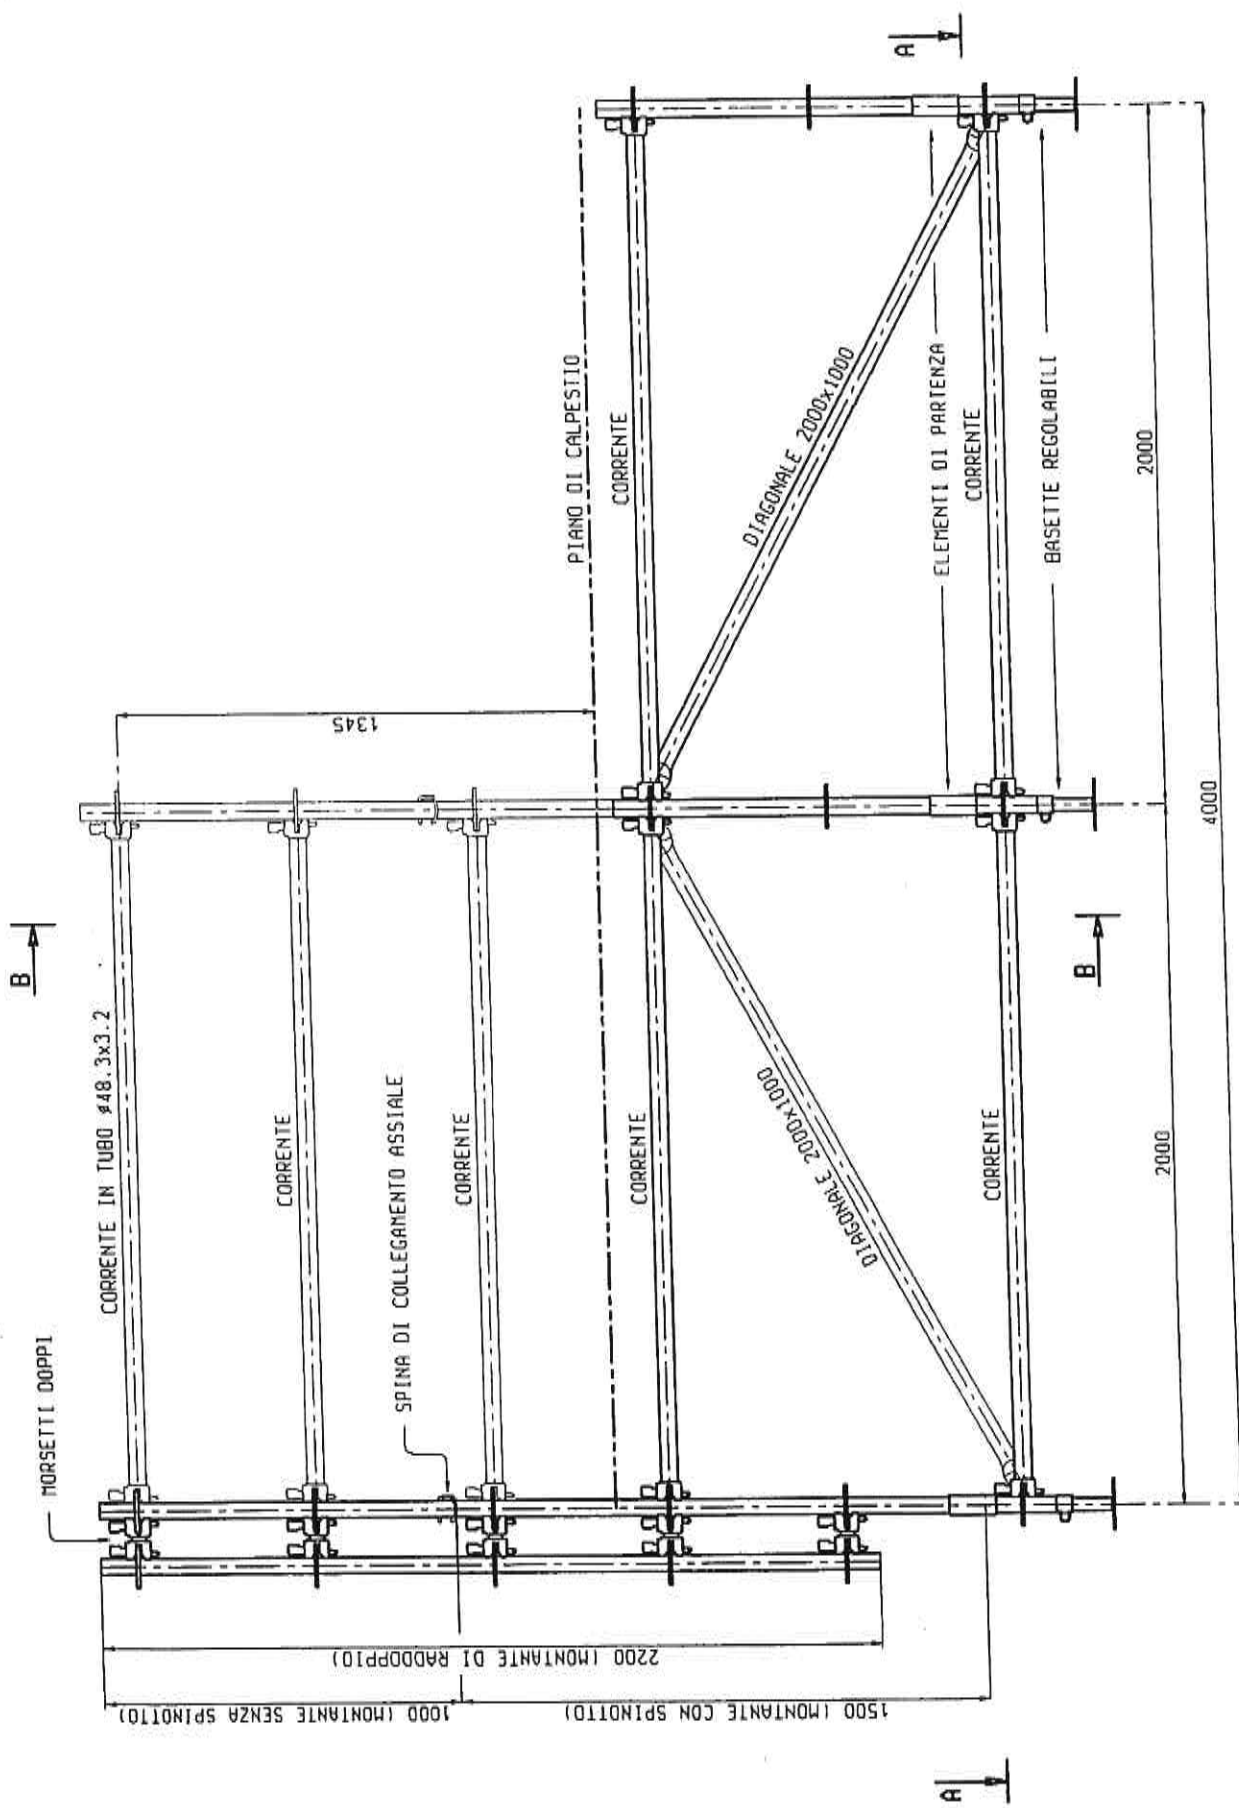 A
B
MORSETTI DOPPI
CORRENTE IN TUBO ø48.3x3.2
CORRENTE
SPINA DI COLLEGAMENTO ASSIALE
CORRENTE
1345
PIANO DI CALPESTIO
CORRENTE
CORRENTE
DIAGONALE 2000x1000
DIAGONALE 2000x1000
ELEMENTI DI PARTENZA
CORRENTE
CORRENTE
BASETTE REGOLABILI
B
2000
2000
4000
2200 (MONTANTE DI RADDOPPIO)
1000 (MONTANTE SENZA SPINOTTO)
1500 (MONTANTE CON SPINOTTO)
A